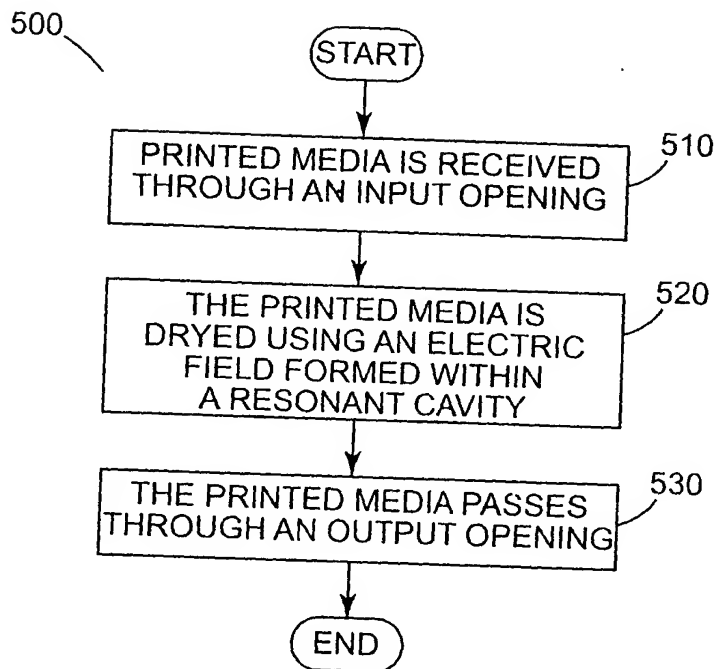 500
START
PRINTED MEDIA IS RECEIVED
THROUGH AN INPUT OPENING
510
THE PRINTED MEDIA IS
DRYED USING AN ELECTRIC
FIELD FORMED WITHIN
A RESONANT CAVITY
520
THE PRINTED MEDIA PASSES
THROUGH AN OUTPUT OPENING
530
END